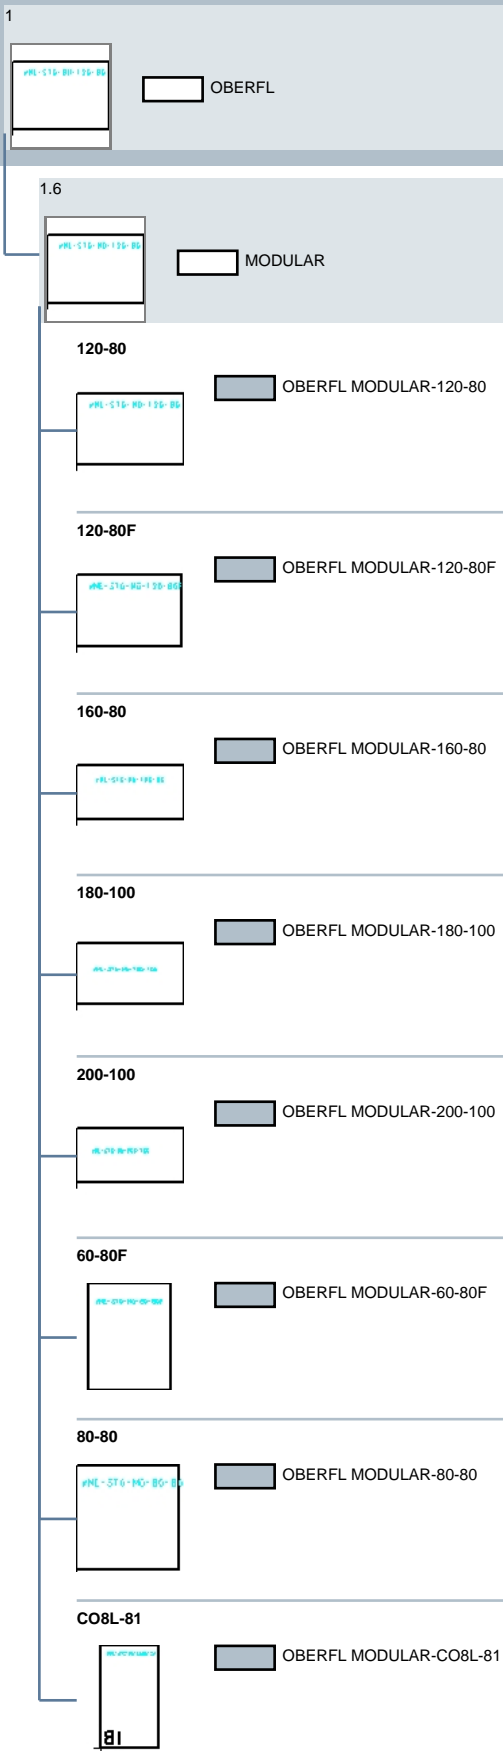 1
OBERFL
1.6
MODULAR
120-80
OBERFL MODULAR-120-80
120-80F
OBERFL MODULAR-120-80F
160-80
OBERFL MODULAR-160-80
180-100
OBERFL MODULAR-180-100
200-100
OBERFL MODULAR-200-100
60-80F
OBERFL MODULAR-60-80F
80-80
OBERFL MODULAR-80-80
CO8L-81
OBERFL MODULAR-CO8L-81